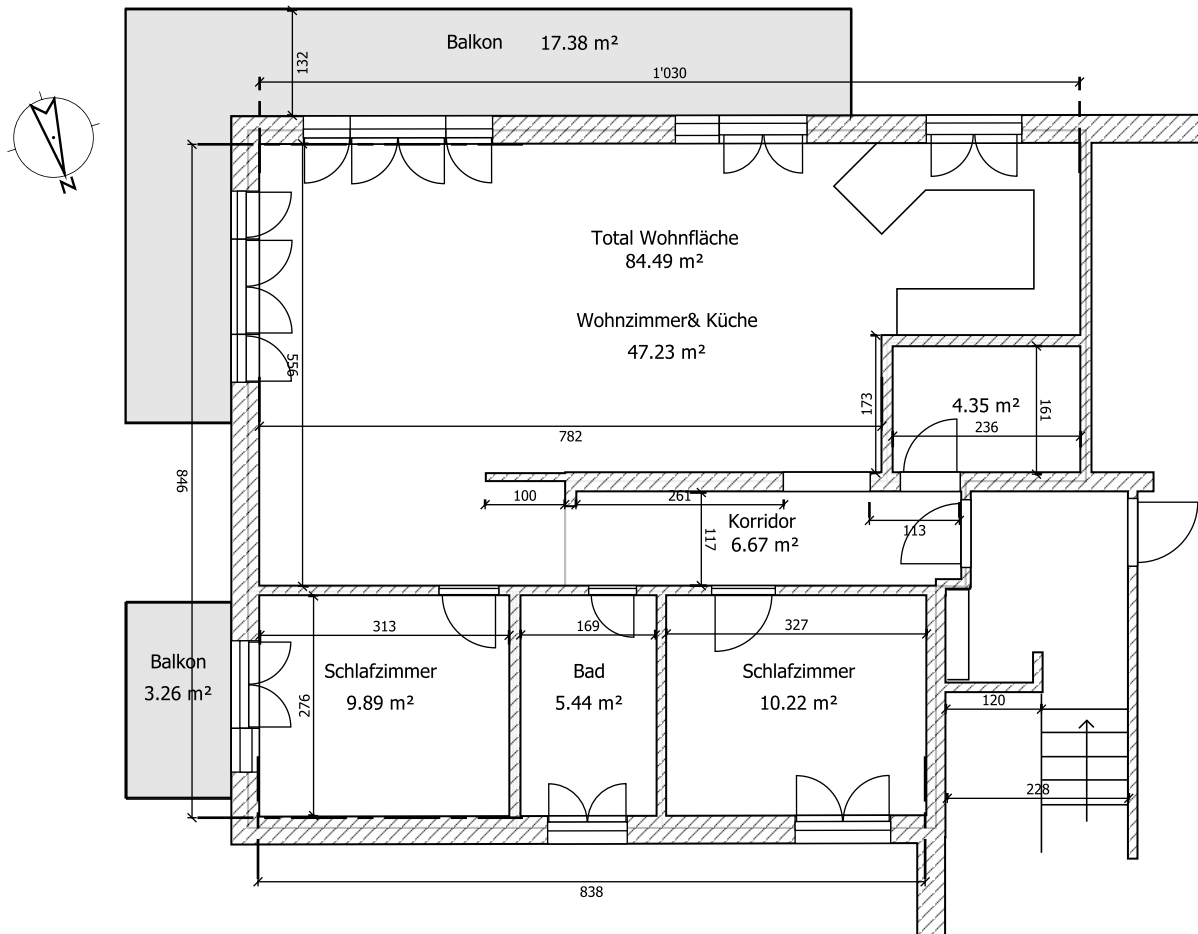 Balkon 17.38 m²
132
1'030
N
Total Wohnfläche
84.49 m²
Wohnzimmer& Küche
47.23 m²
556
173
4.35 m²
161
236
782
846
100
261
Korridor
6.67 m²
117
113
313
169
327
Balkon
3.26 m²
Schlafzimmer
9.89 m²
Bad
5.44 m²
Schlafzimmer
10.22 m²
276
120
228
838